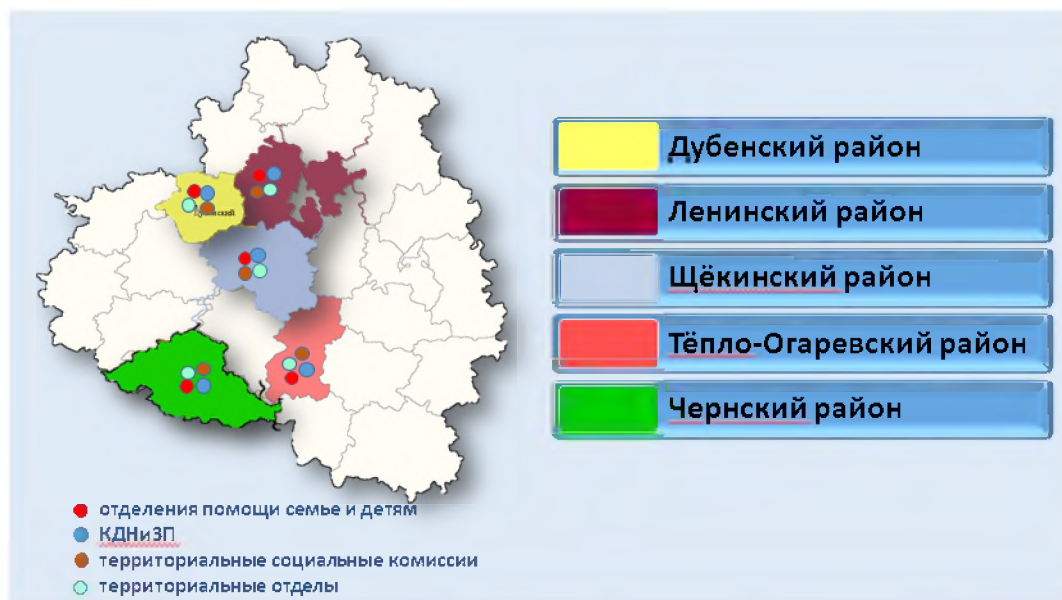 Дубенский район
Ленинский район
Щёкинский район
Тёпло-Огаревский район
Чернский район
Дубенский
отделения помощи семье и детям
КДНиЗП
территориальные социальные комиссии
территориальные отделы